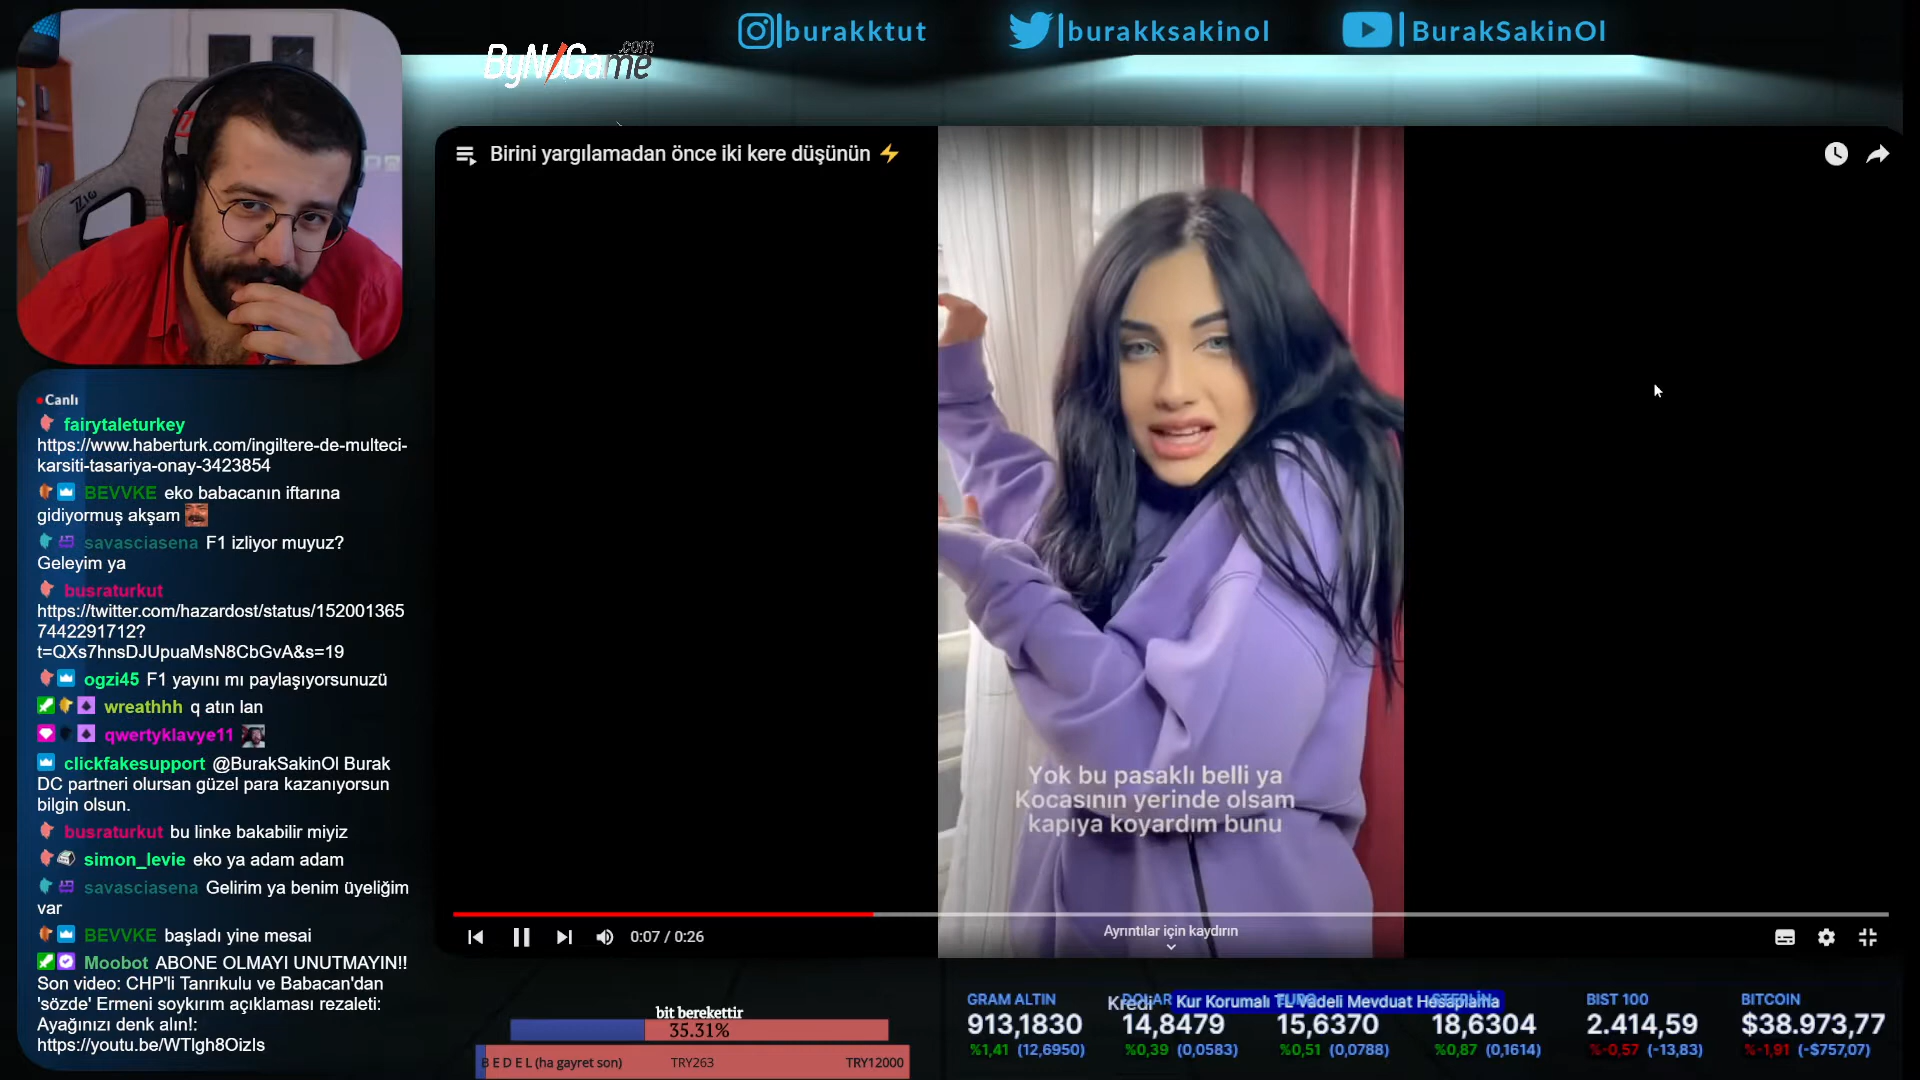 burakktut
burakksakinol
BurakSakinOl
ByNoGame.com
Birini yargılamadan önce iki kere düşünün
Canlı
fairytaleturkey
https://www.haberturk.com/ingiltere-de-multeci-
karsiti-tasariya-onay-3423854
BEVVKE eko babacanın iftarına
gidiyormuş akşam
savasciasena F1 izliyor muyuz?
Geleyim ya
busraturkut
https://twitter.com/hazardost/status/152001365
7442291712?
t=QXs7hnsDJUpuaMsN8CbGvA&s=19
ogzi45 F1 yayını mı paylaşıyorsunuzü
wreathhh q atın lan
qwertyklavye11
clickfakesupport @BurakSakinOl Burak
DC partneri olursan güzel para kazanıyorsun
bilgin olsun.
busraturkut bu linke bakabilir miyiz
simon_levie eko ya adam adam
savasciasena Gelirim ya benim üyeliğim
var
BEVVKE başladı yine mesai
Moobot ABONE OLMAYI UNUTMAYIN!!
Son video: CHP'li Tanrıkulu ve Babacan'dan
'sözde' Ermeni soykırım açıklaması rezaleti:
Ayağınızı denk alın!:
https://youtu.be/WTlgh8OizIs
Yok bu pasaklı belli ya
Kocasının yerinde olsam
kapıya koyardım bunu
0:07 / 0:26
Ayrıntılar için kaydırın
bit berekettir
35.31%
B E D E L (ha gayret son) TRY263 TRY12000
Kredi Kur Korumalı TL Vadeli Mevduat Hesaplama
GRAM ALTIN DOLAR EURO STERLİN BIST 100 BITCOIN
913,1830 14,8479 15,6370 18,6304 2.414,59 $38.973,77
%1,41 (12,6950) %0,39 (0,0583) %0,51 (0,0788) %0,87 (0,1614) %-0,57 (-13,83) %-1,91 (-$757,07)